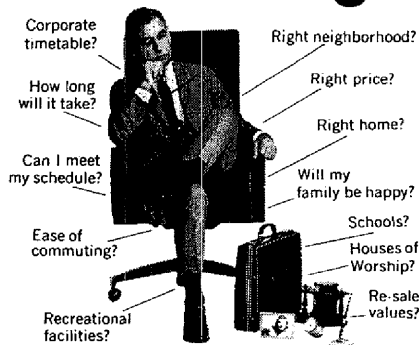 Corporate
timetable?
Right neighborhood?
How long
will it take?
Right price?
Right home?
Can I meet
my schedule?
Will my
family be happy?
Schools?
Ease of
commuting?
Houses of
Worship?
Re-sale
values?
Recreational
facilities?